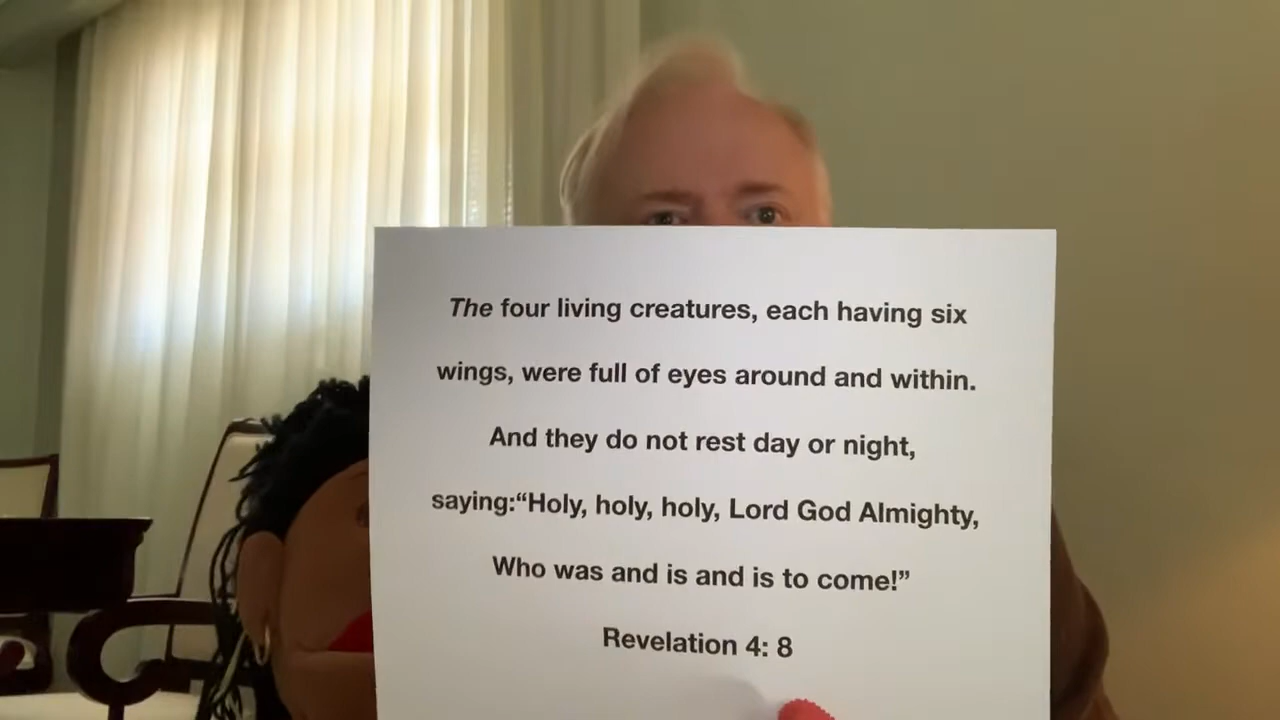 The four living creatures, each having six
wings, were full of eyes around and within.
And they do not rest day or night,
saying:“Holy, holy, holy, Lord God Almighty,
Who was and is and is to come!”
Revelation 4: 8